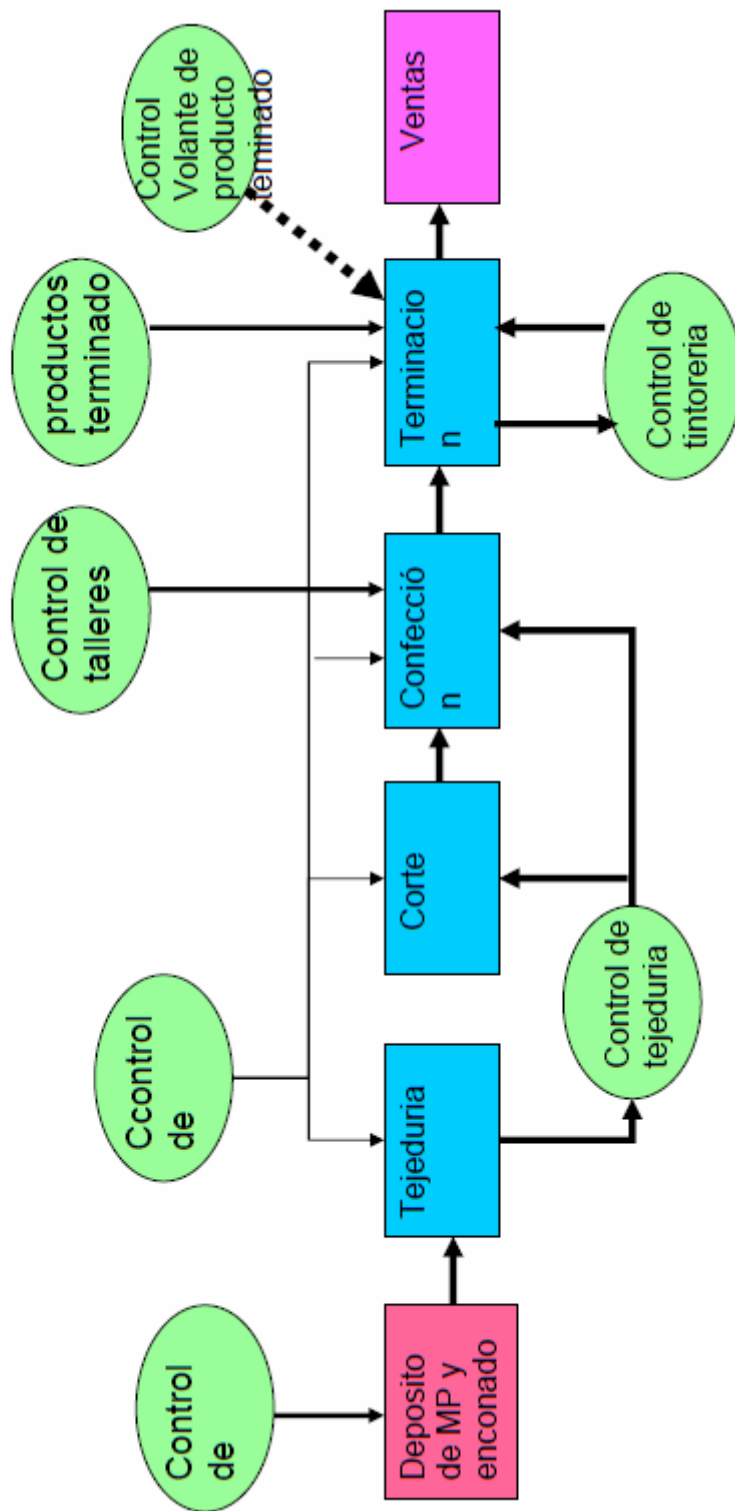 Control
de
Ccontrol
de
Control de
talleres
productos
terminado
Control
Volante de
producto
teminado
Deposito
de MP y
enconado
Tejeduria
Corte
Confecció
n
Terminacio
n
Ventas
Control de
tejeduria
Control de
tintoreria